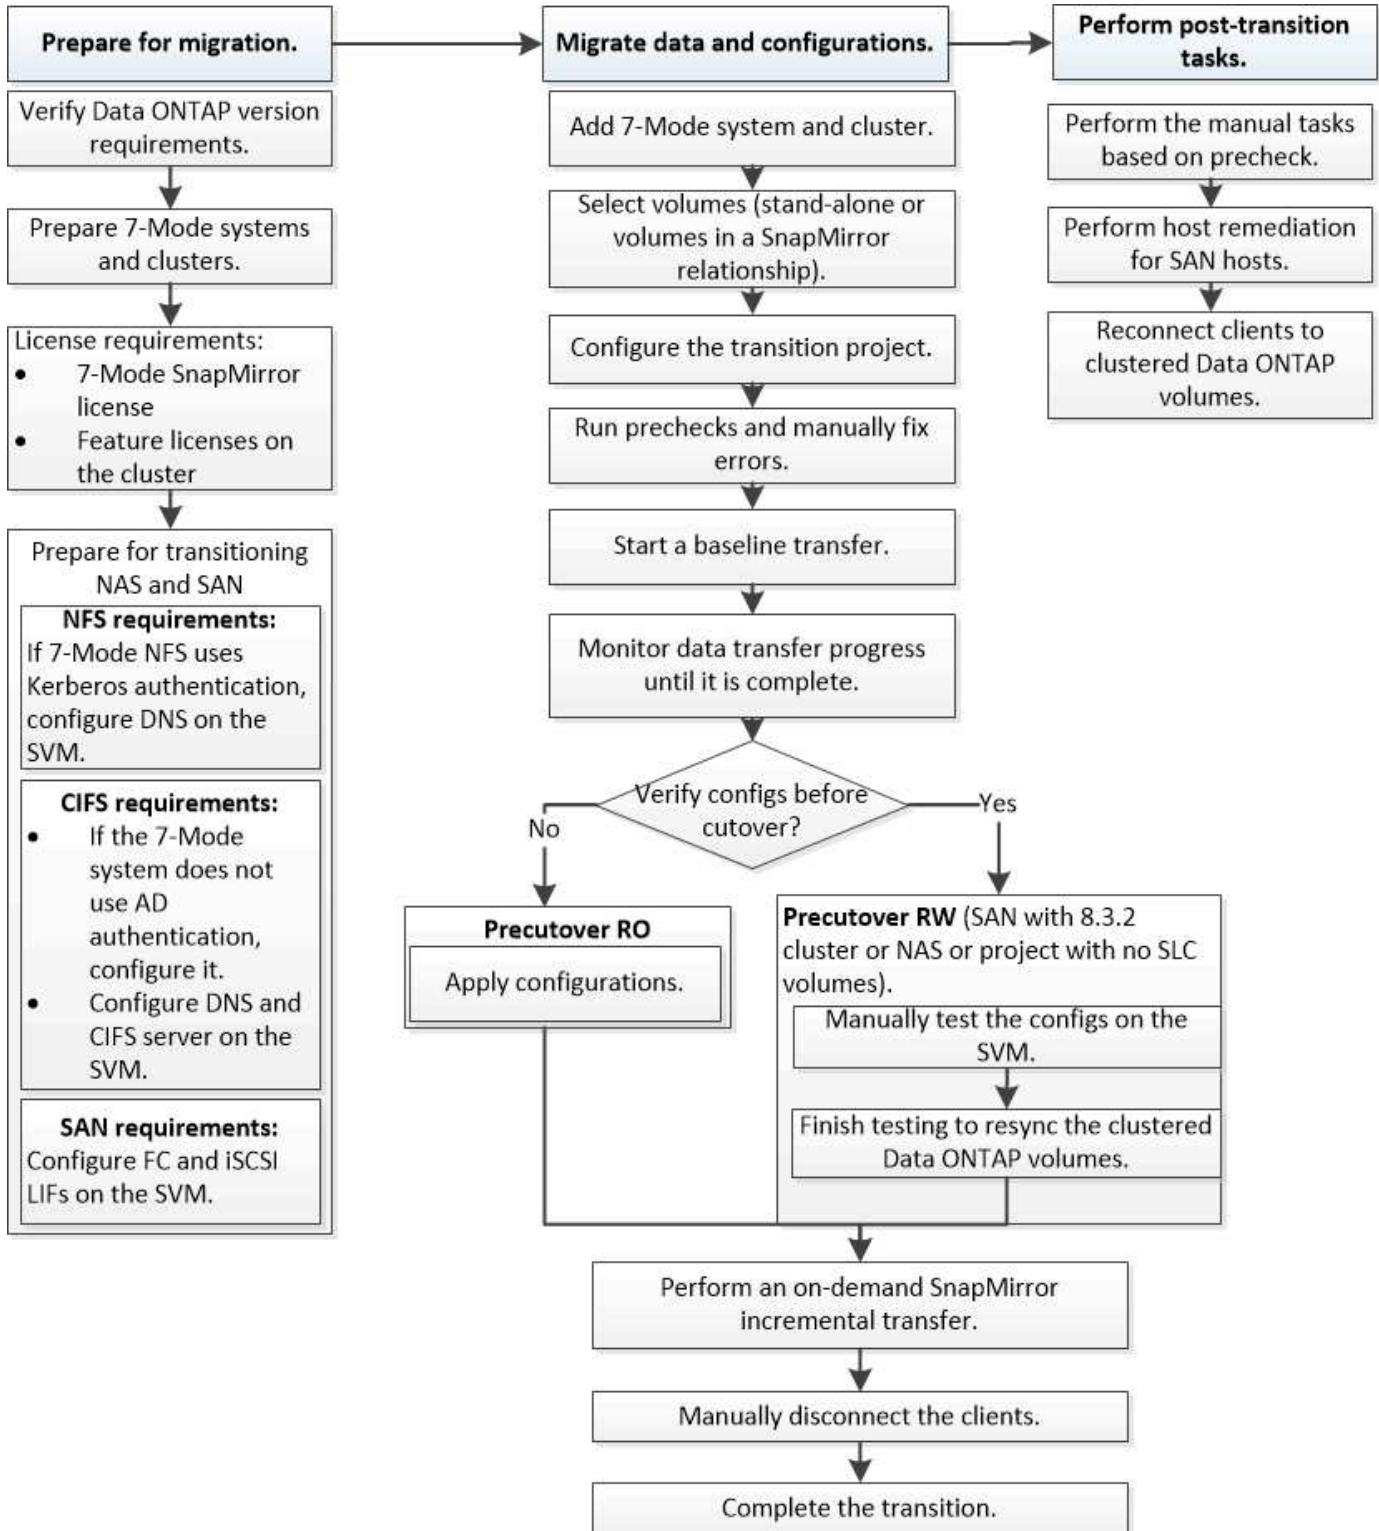 Prepare for migration.
Verify Data ONTAP version
requirements.
Prepare 7-Mode systems
and clusters.
License requirements:
• 7-Mode SnapMirror
license
• Feature licenses on
the cluster
Prepare for transitioning
NAS and SAN
NFS requirements:
If 7-Mode NFS uses
Kerberos authentication,
configure DNS on the
SVM.
CIFS requirements:
• If the 7-Mode
system does not
use AD
authentication,
configure it.
• Configure DNS and
CIFS server on the
SVM.
SAN requirements:
Configure FC and iSCSI
LIFs on the SVM.
Migrate data and configurations.
Add 7-Mode system and cluster.
Select volumes (stand-alone or
volumes in a SnapMirror
relationship).
Configure the transition project.
Run prechecks and manually fix
errors.
Start a baseline transfer.
Monitor data transfer progress
until it is complete.
Verify configs before
cutover?
No
Yes
Precutover RO
Apply configurations.
Precutover RW (SAN with 8.3.2
cluster or NAS or project with no SLC
volumes).
Manually test the configs on the
SVM.
Finish testing to resync the clustered
Data ONTAP volumes.
Perform an on-demand SnapMirror
incremental transfer.
Manually disconnect the clients.
Complete the transition.
Perform post-transition
tasks.
Perform the manual tasks
based on precheck.
Perform host remediation
for SAN hosts.
Reconnect clients to
clustered Data ONTAP
volumes.